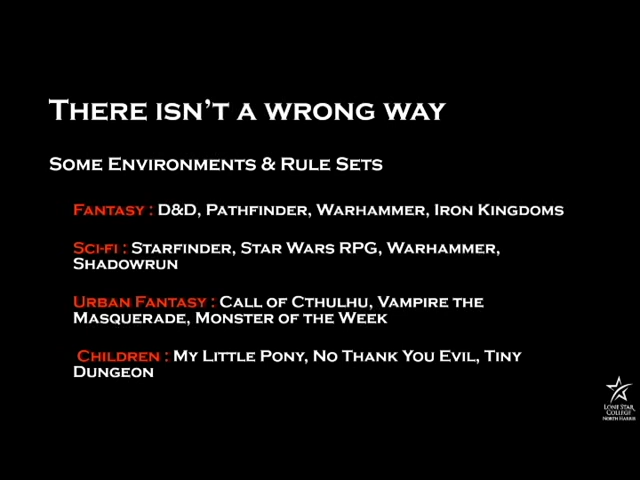 THERE ISN'T A WRONG WAY
SOME ENVIRONMENTS & RULE SETS
FANTASY : D&D, PATHFINDER, WARHAMMER, IRON KINGDOMS
SCI-FI : STARFINDER, STAR WARS RPG, WARHAMMER,
SHADOWRUN
URBAN FANTASY : CALL OF CTHULHU, VAMPIRE THE
MASQUERADE, MONSTER OF THE WEEK
CHILDREN : MY LITTLE PONY, NO THANK YOU EVIL, TINY
DUNGEON
LONE STAR
COLLEGE
NORTH HARRIS